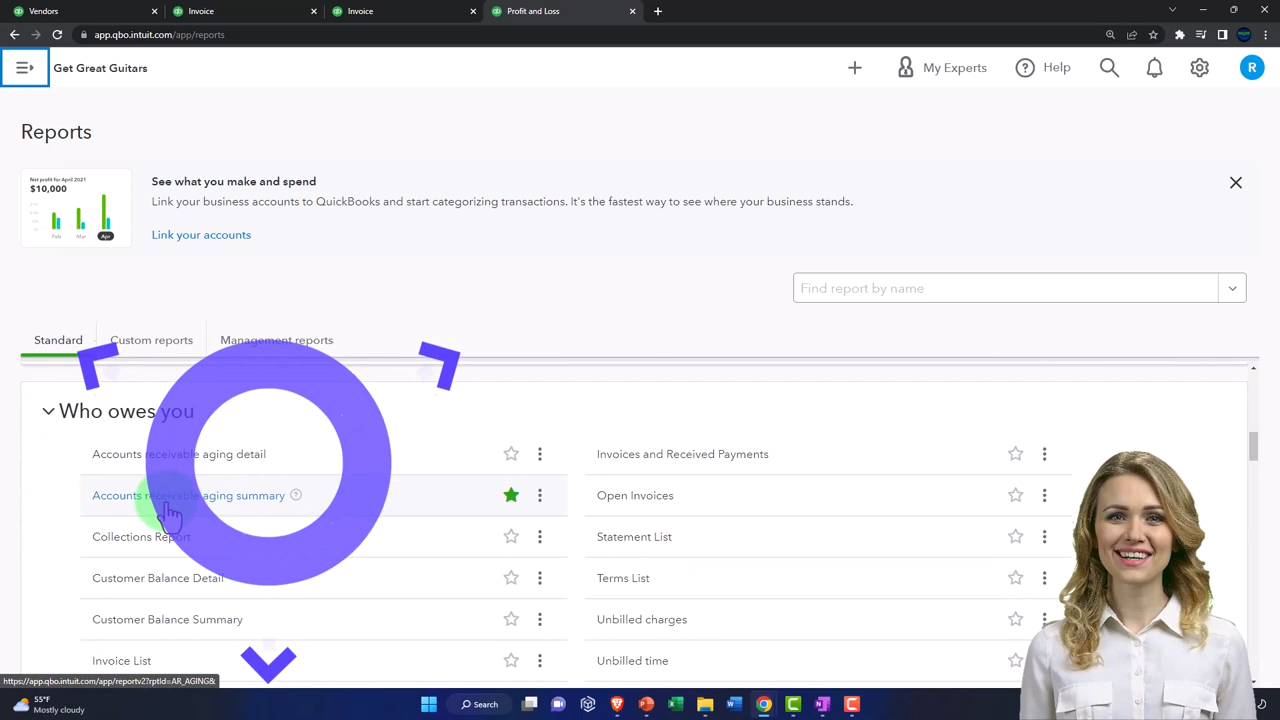 Vendors
Invoice
Invoice
Profit and Loss
app.qbo.intuit.com/app/reports
Get Great Guitars
My Experts
Help
R
Reports
Net profit for April 2021
$10,000
Feb
Mar
Apr
See what you make and spend
Link your business accounts to QuickBooks and start categorizing transactions. It's the fastest way to see where your business stands.
Link your accounts
Find report by name
Standard
Custom reports
Management reports
Who owes you
Accounts receivable aging detail
Invoices and Received Payments
Accounts receivable aging summary
Open Invoices
Collections Report
Statement List
Customer Balance Detail
Terms List
Customer Balance Summary
Unbilled charges
Invoice List
Unbilled time
https://app.qbo.intuit.com/app/reportv2?rptId=AR_AGING&
55°F
Mostly cloudy
Search